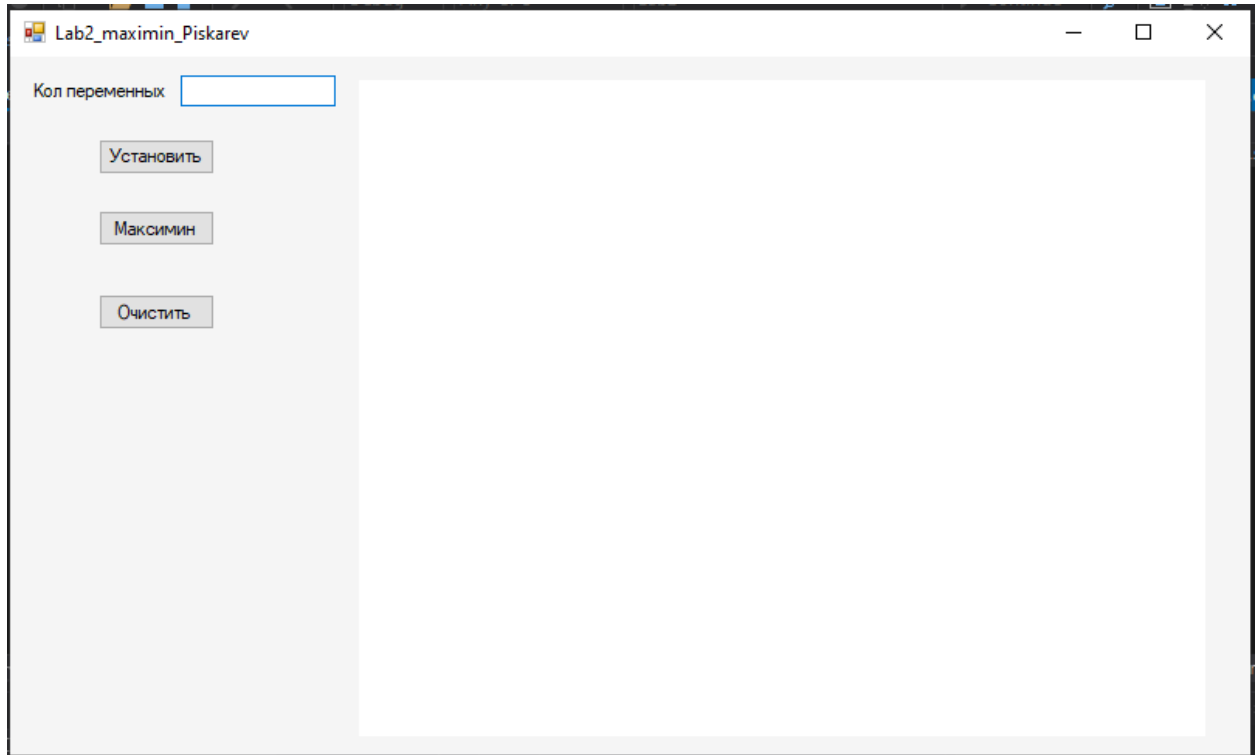 Lab2_maximin_Piskarev
Кол переменных
Установить
Максимин
Очистить